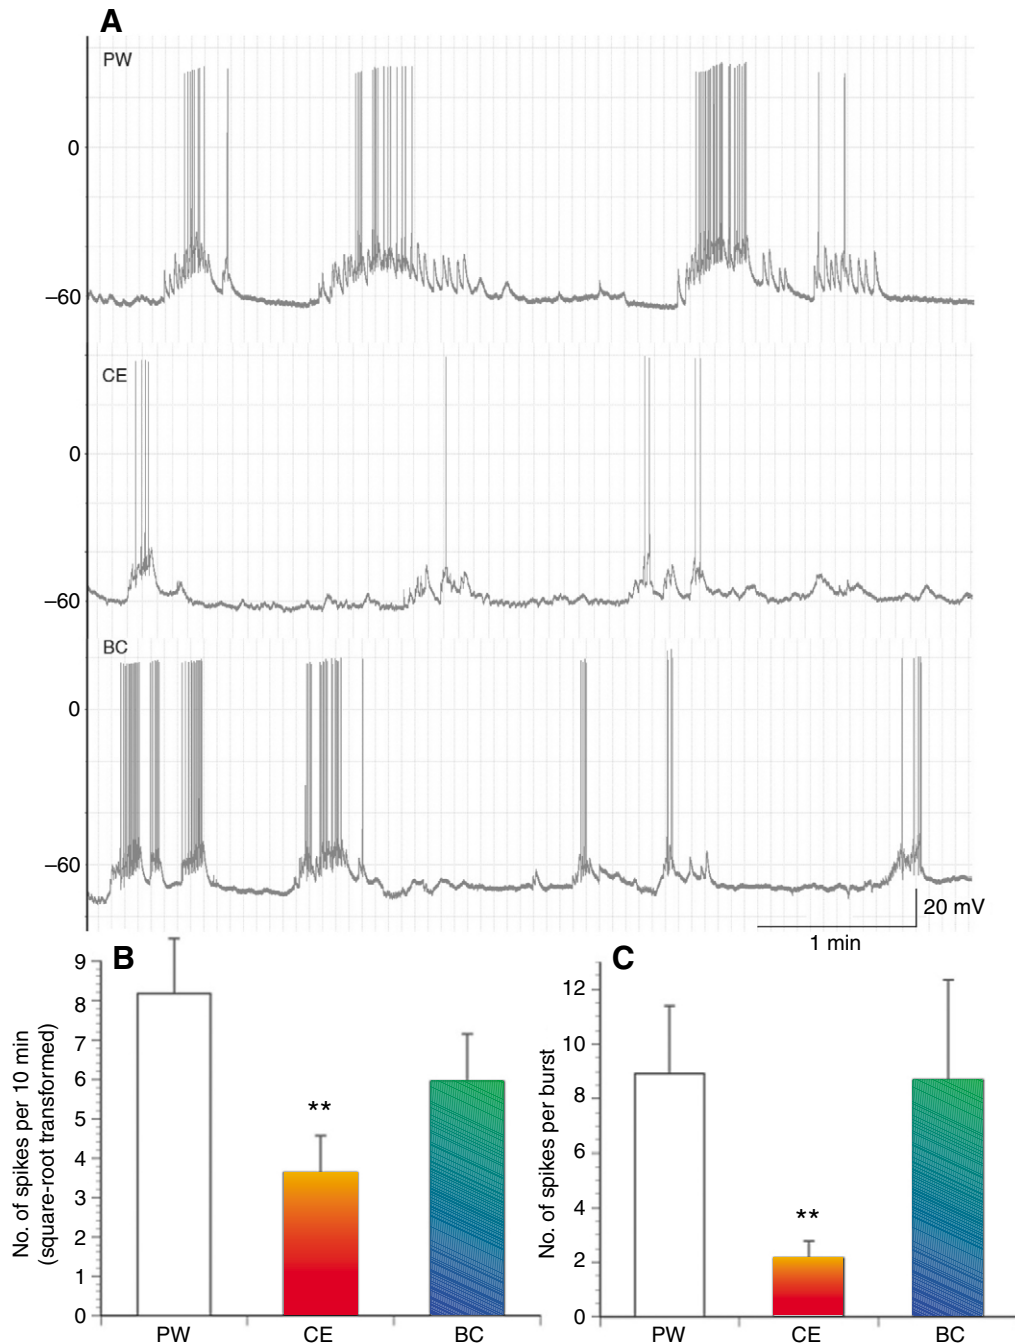 A
PW
0
–60
CE
0
–60
BC
0
–60
20 mV
1 min
B
9
8
7
6
5
4
3
2
1
0
No. of spikes per 10 min
(square-root transformed)
**
PW
CE
BC
C
12
10
8
6
4
2
0
No. of spikes per burst
**
PW
CE
BC